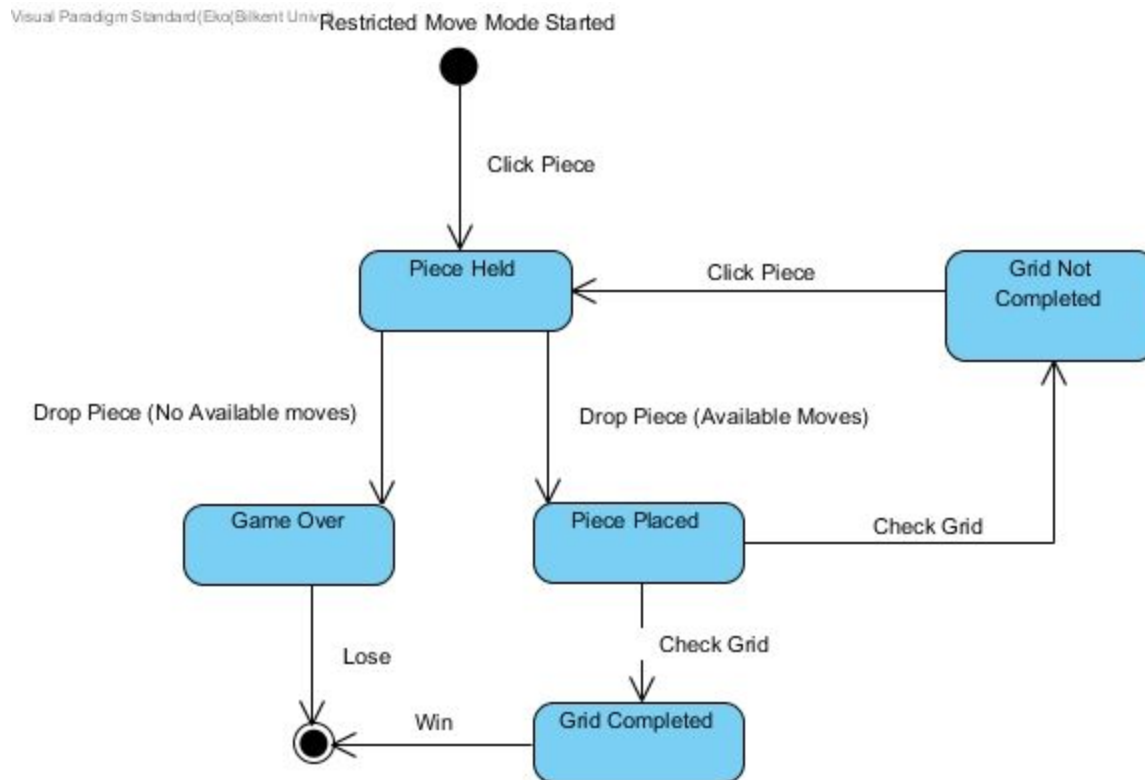 Visual Paradigm Standard(Eko(Bilkent Univ.))
Restricted Move Mode Started
Click Piece
Piece Held
Click Piece
Grid Not
Completed
Drop Piece (No Available moves)
Drop Piece (Available Moves)
Game Over
Piece Placed
Check Grid
Check Grid
Lose
Win
Grid Completed